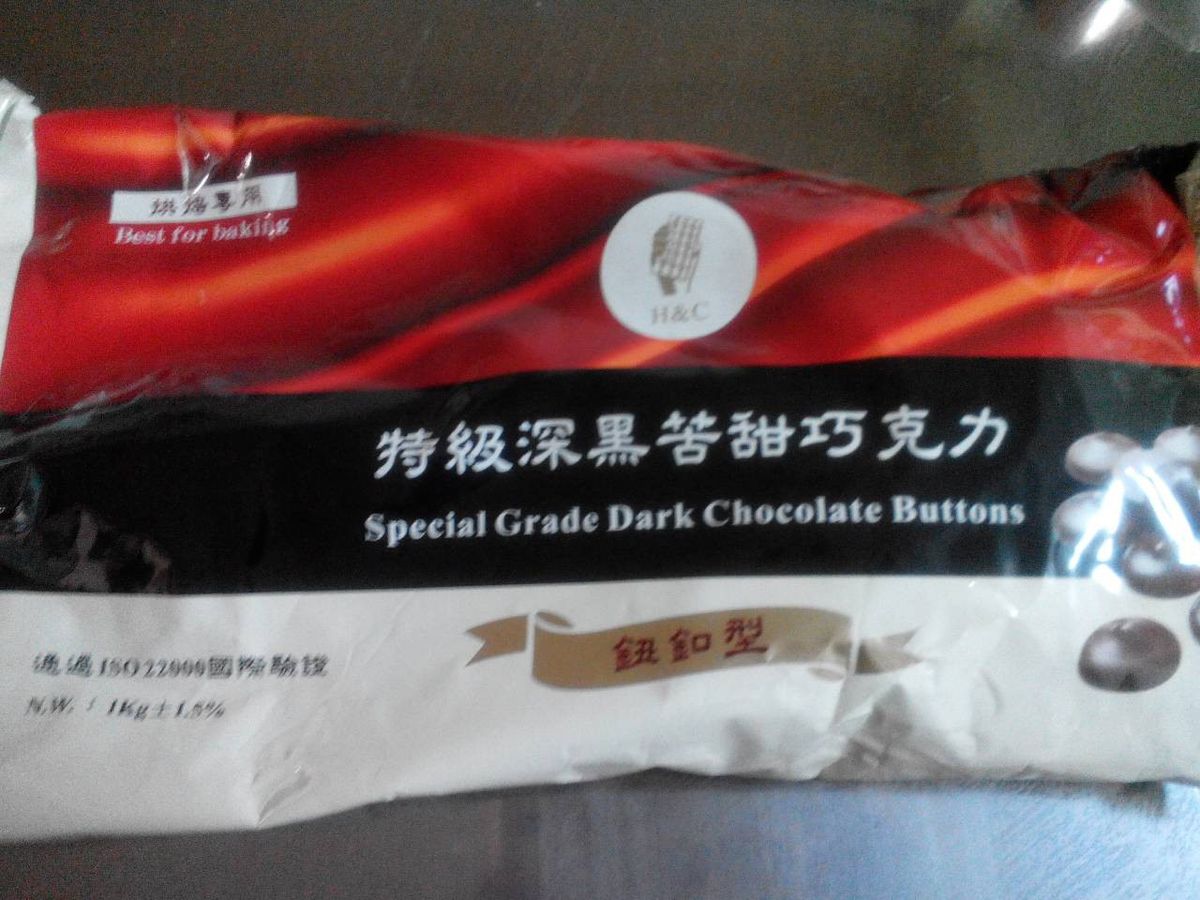 烘焙專用
Best for baking
H&C
特級深黑苦甜巧克力
Special Grade Dark Chocolate Buttons
鈕釦型
通過ISO22000國際驗證
N.W. : 1Kg±1.5%